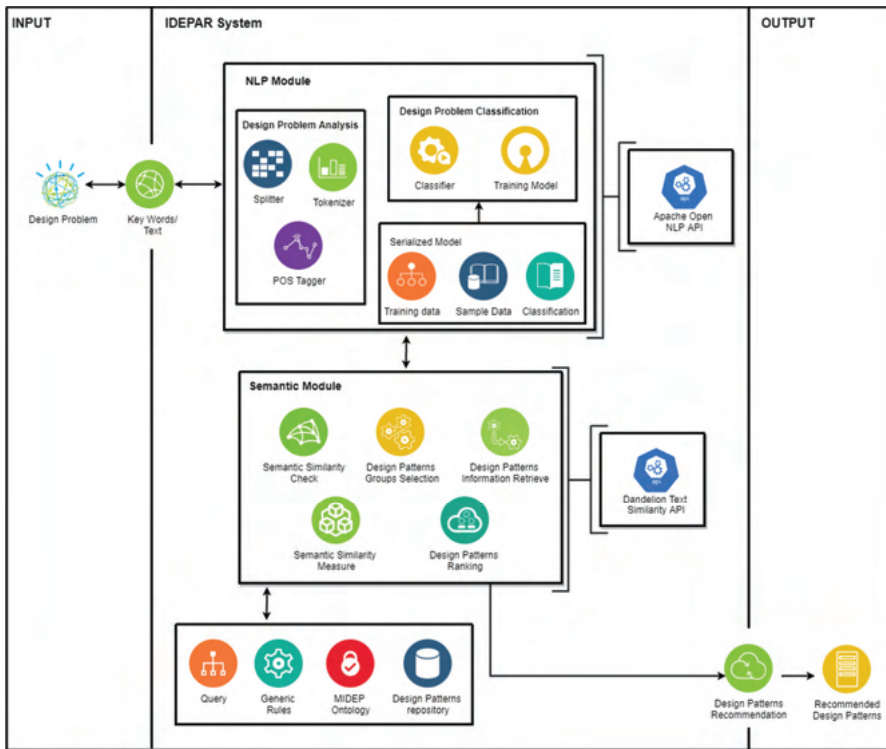 INPUT
IDEPAR System
OUTPUT
NLP Module
Design Problem Analysis
Splitter
Tokenizer
POS Tagger
Design Problem Classification
Classifier
Training Model
Serialized Model
Training data
Sample Data
Classification
Design Problem
Key Words/
Text
api
Apache Open
NLP API
Semantic Module
Semantic Similarity
Check
Design Patterns
Groups Selection
Design Patterns
Information Retrieve
Semantic Similarity
Measure
Design Patterns
Ranking
api
Dandelion Text
Similarity API
Query
Generic
Rules
MIDEP
Ontology
Design Patterns
repository
Design Patterns
Recommendation
Recommended
Design Patterns